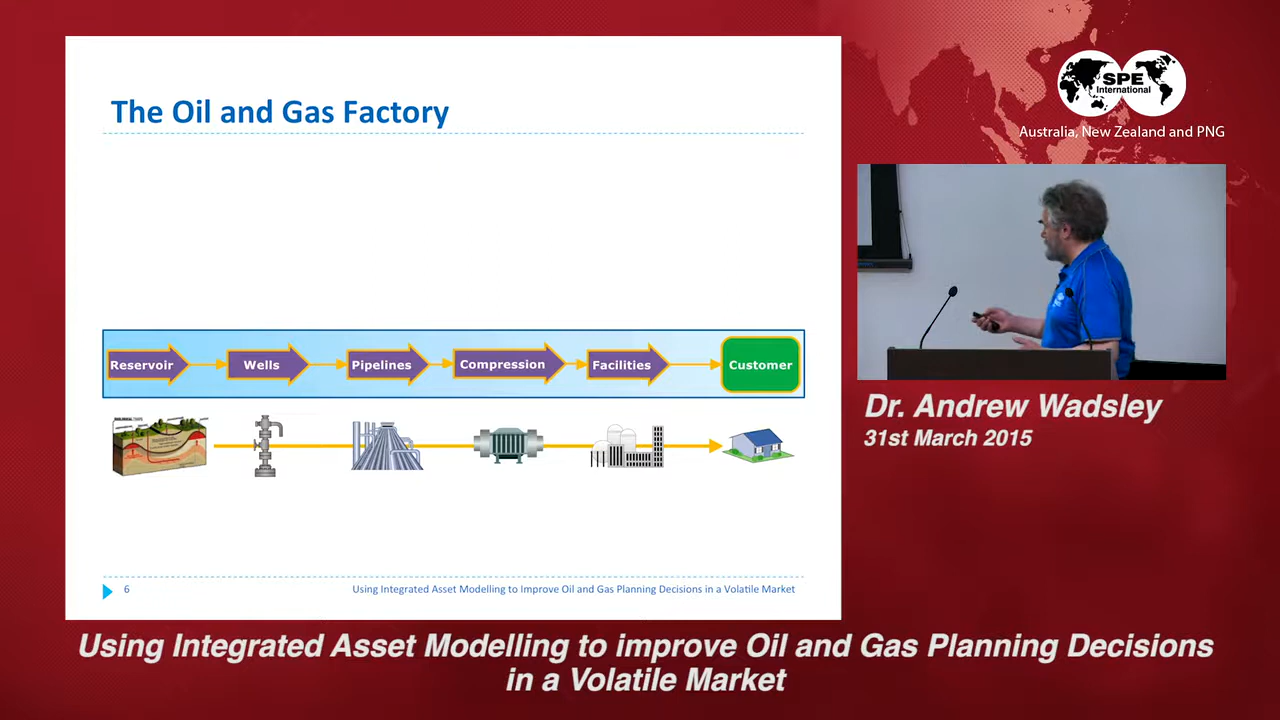 The Oil and Gas Factory
Reservoir
Wells
Pipelines
Compression
Facilities
Customer
6
Using Integrated Asset Modelling to Improve Oil and Gas Planning Decisions in a Volatile Market
SPE
International
Australia, New Zealand and PNG
Dr. Andrew Wadsley
31st March 2015
Using Integrated Asset Modelling to improve Oil and Gas Planning Decisions
in a Volatile Market